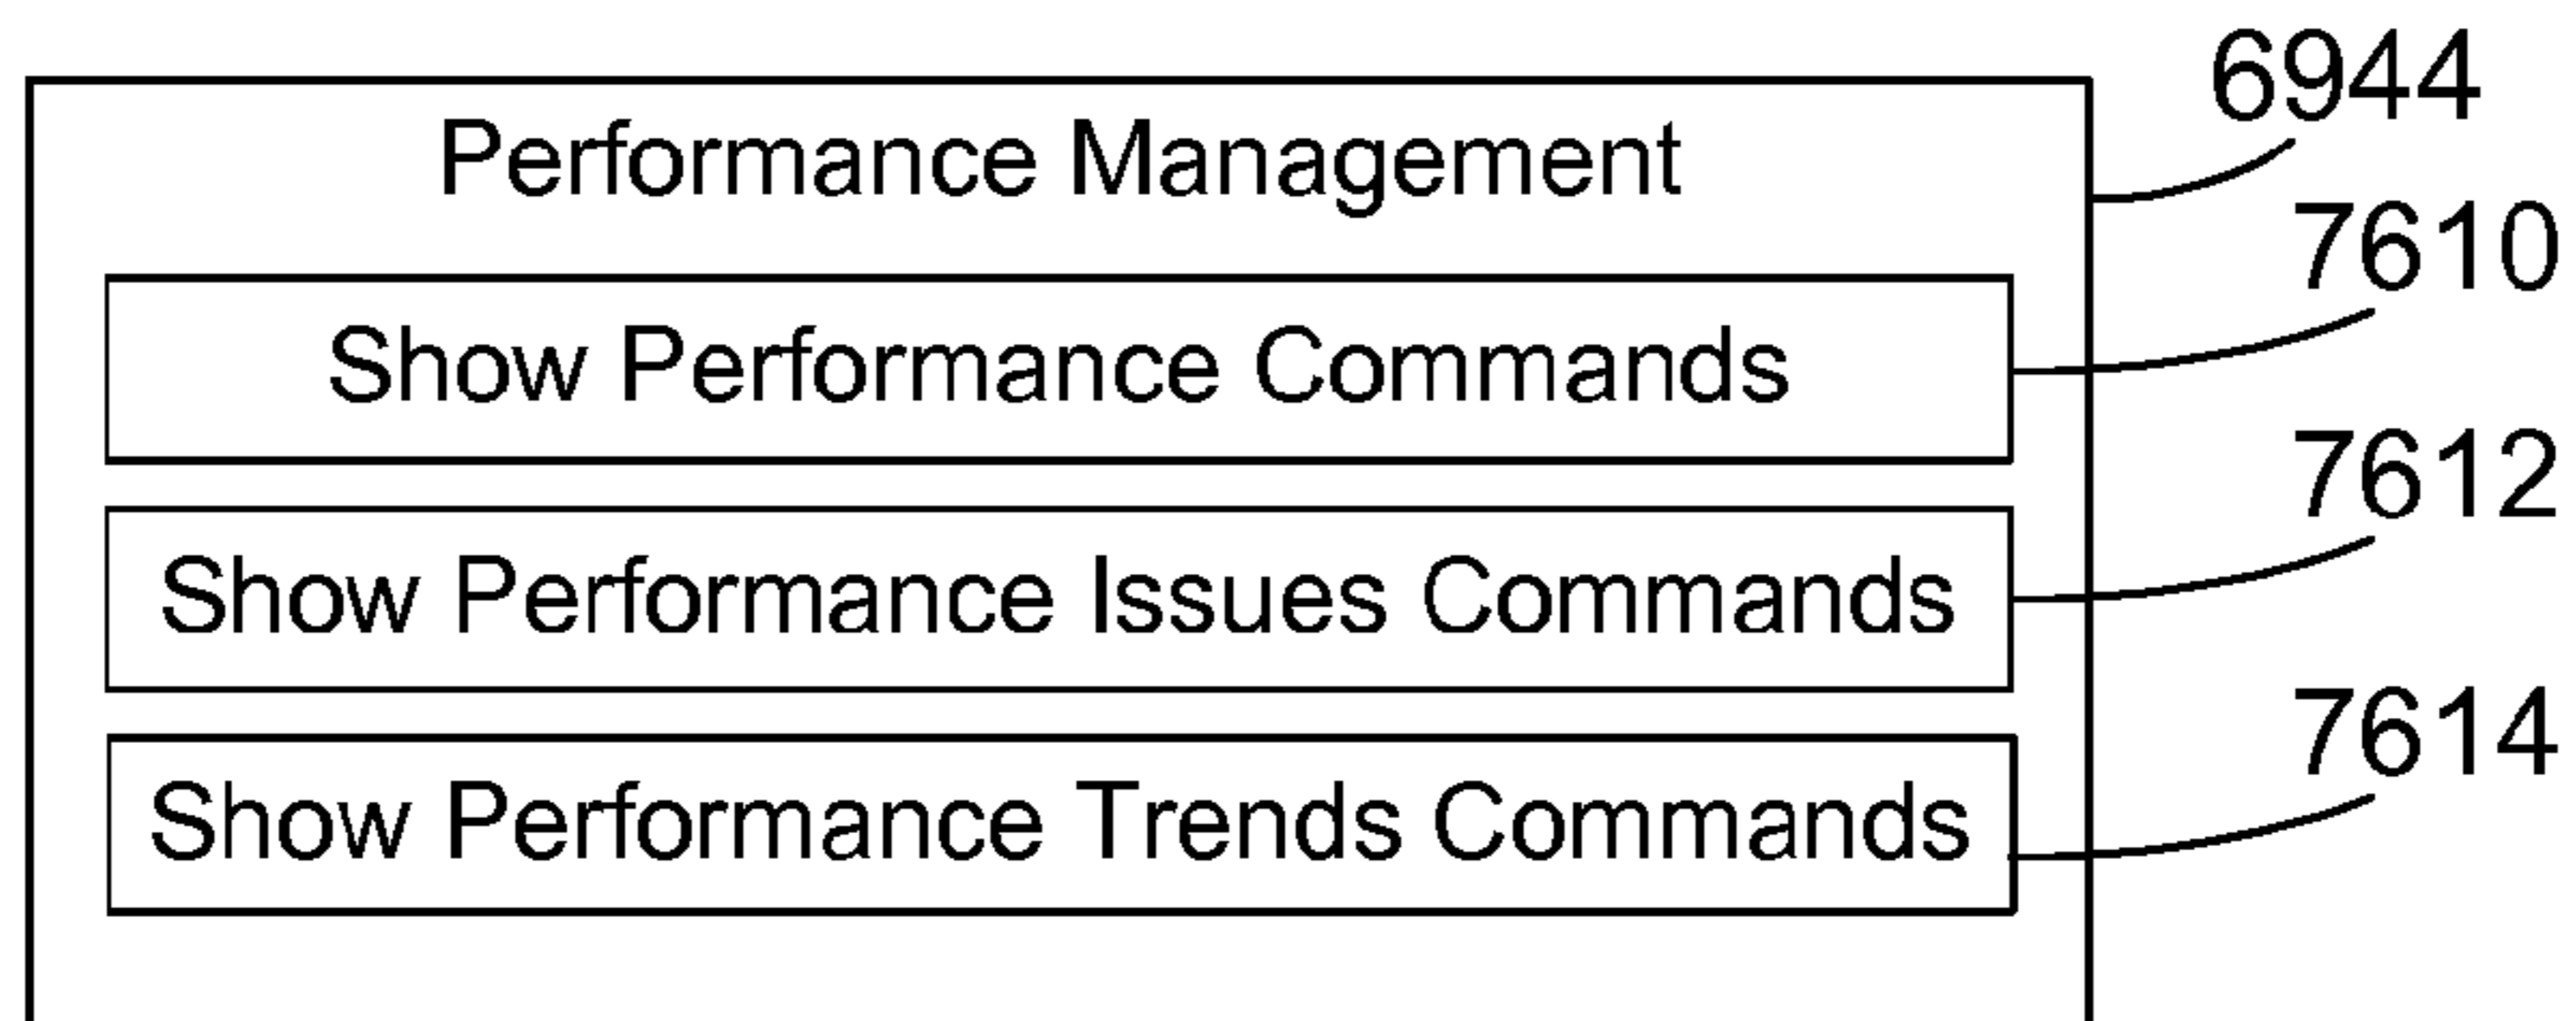 6944
Performance Management
7610
Show Performance Commands
7612
Show Performance Issues Commands
7614
Show Performance Trends Commands